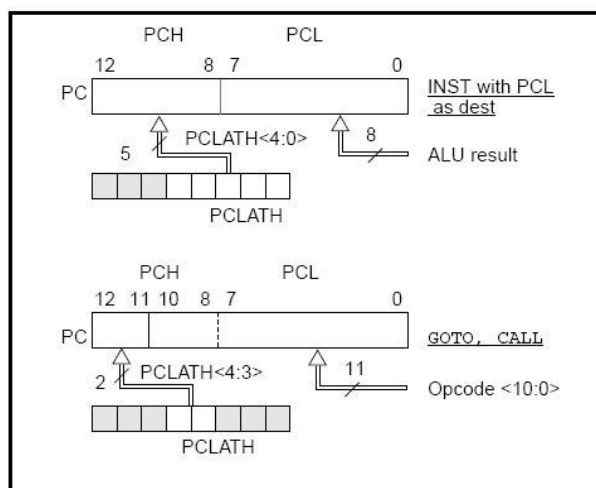 PCH PCL
12 8 7 0
PC
INST with PCL
as dest
PCLATH<4:0>
5
8
ALU result
PCLATH
PCH PCL
12 11 10 8 7 0
PC
GOTO, CALL
PCLATH<4:3>
2
11
Opcode <10:0>
PCLATH